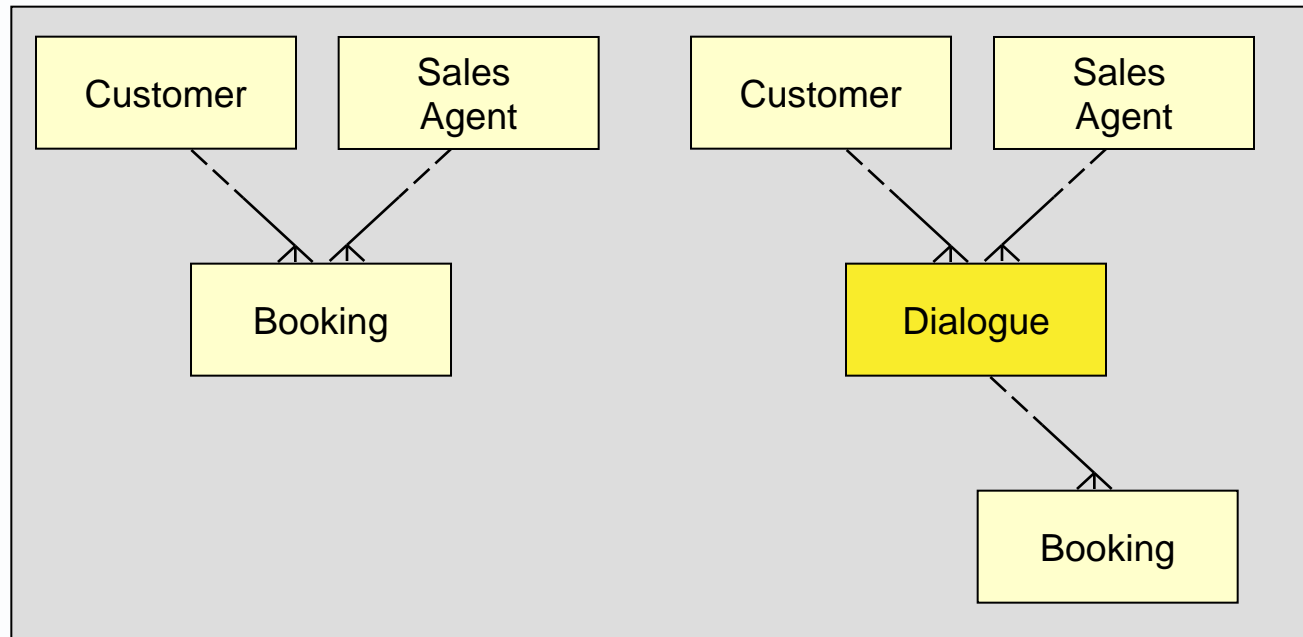 Customer
Sales
Agent
Booking
Customer
Sales
Agent
Dialogue
Booking